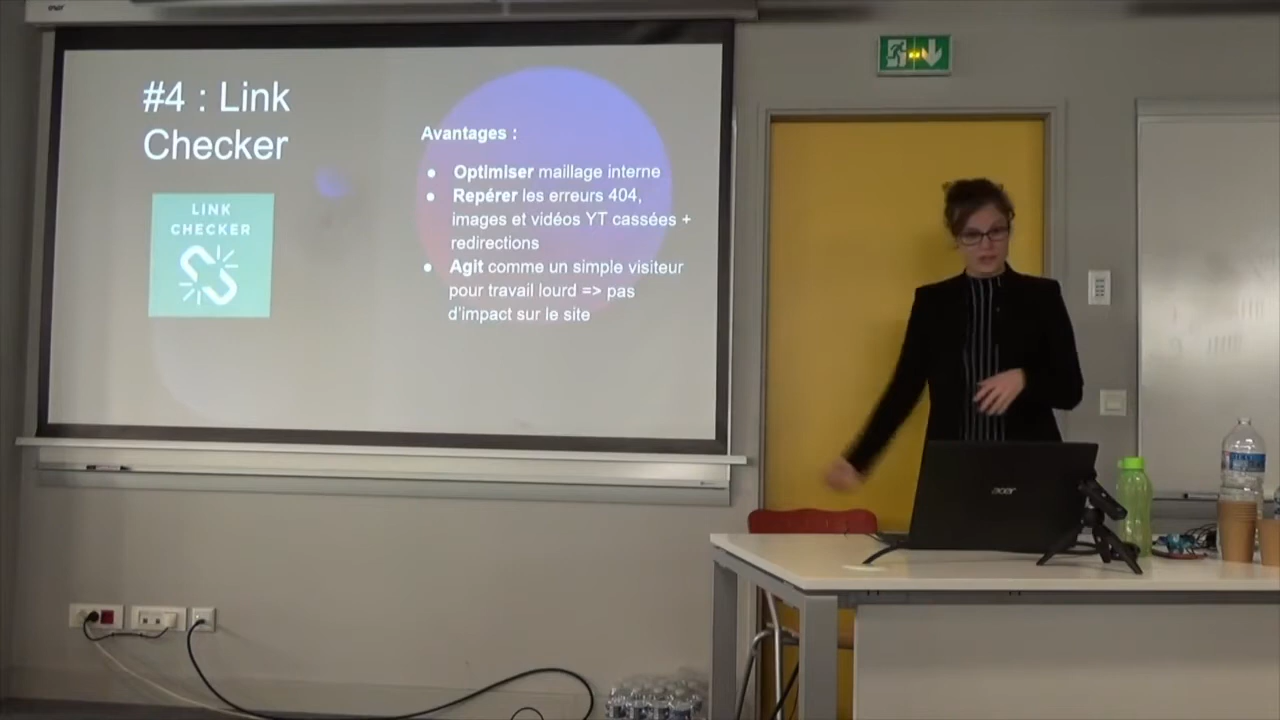 #4 : Link
Checker
LINK
CHECKER
Avantages :
• Optimiser maillage interne
• Repérer les erreurs 404,
images et vidéos YT cassées +
redirections
• Agit comme un simple visiteur
pour travail lourd => pas
d'impact sur le site
acer